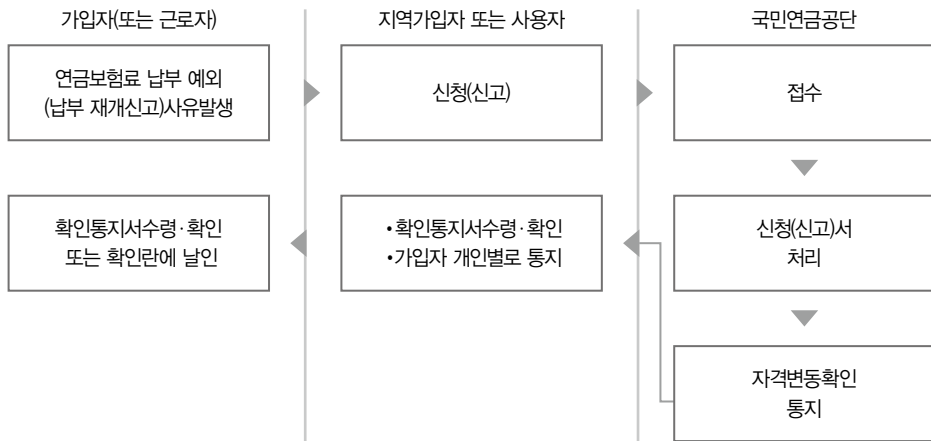 가입자(또는 근로자)
지역가입자 또는 사용자
국민연금공단
연금보험료 납부 예외
(납부 재개신고)사유발생
신청(신고)
접수
확인통지서수령·확인
또는 확인란에 날인
•확인통지서수령·확인
•가입자 개인별로 통지
신청(신고)서
처리
자격변동확인
통지